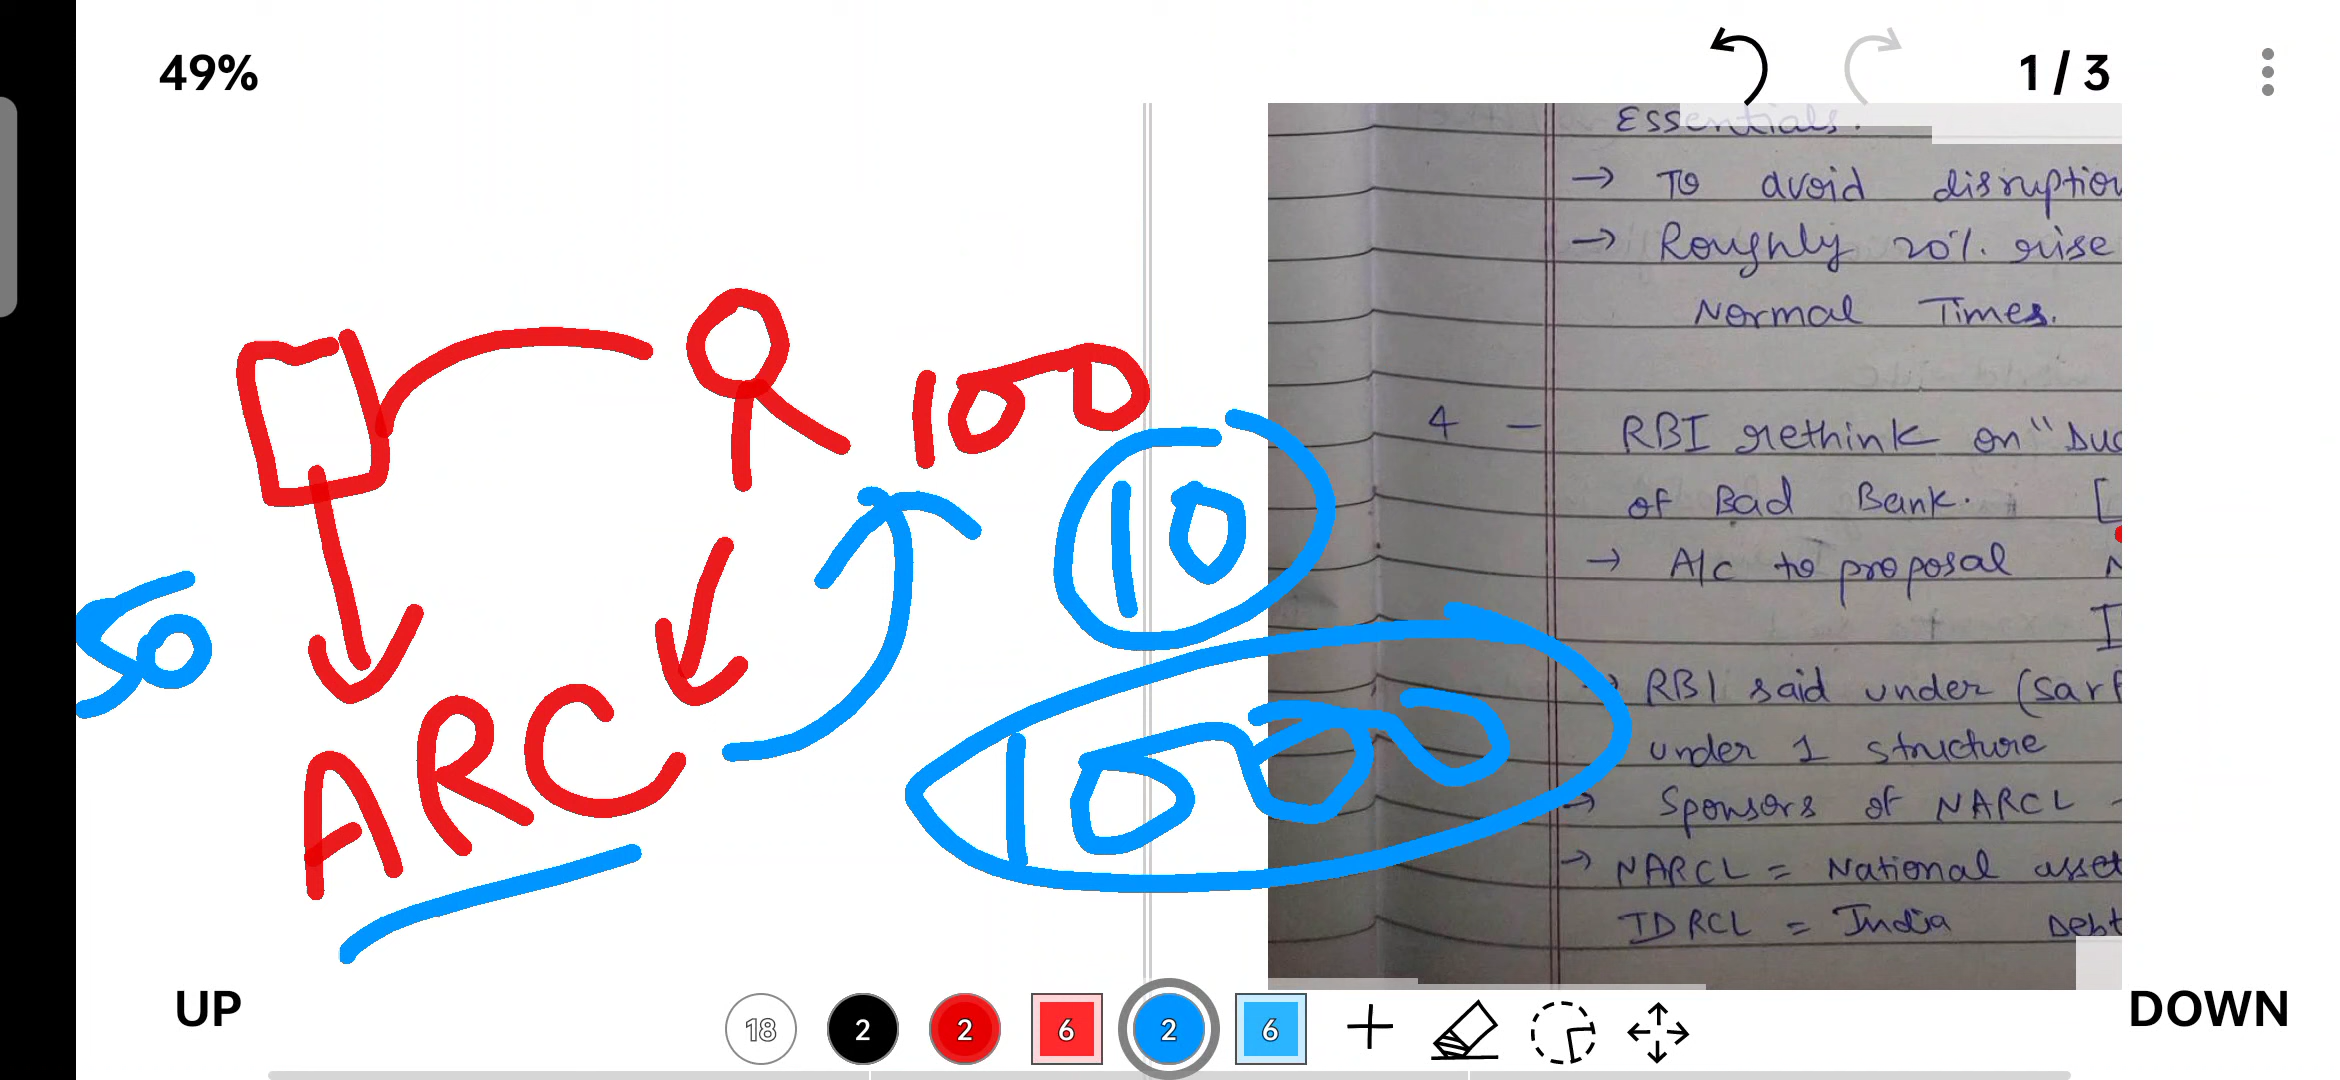 49%
1 / 3
100
10
50
ARC
1000
Essentials.
→ To avoid disruption
→ Roughly 20%. rise
Normal Times.
4 - RBI rethink on "
of Bad Bank. [
→ A/c to proposal
→ RBI said under (Sarf
under 1 structure
→ Sponsors of NARCL -
→ NARCL = National asset
IDRCL = India Debt
UP
18 2 2 6 2 6
DOWN